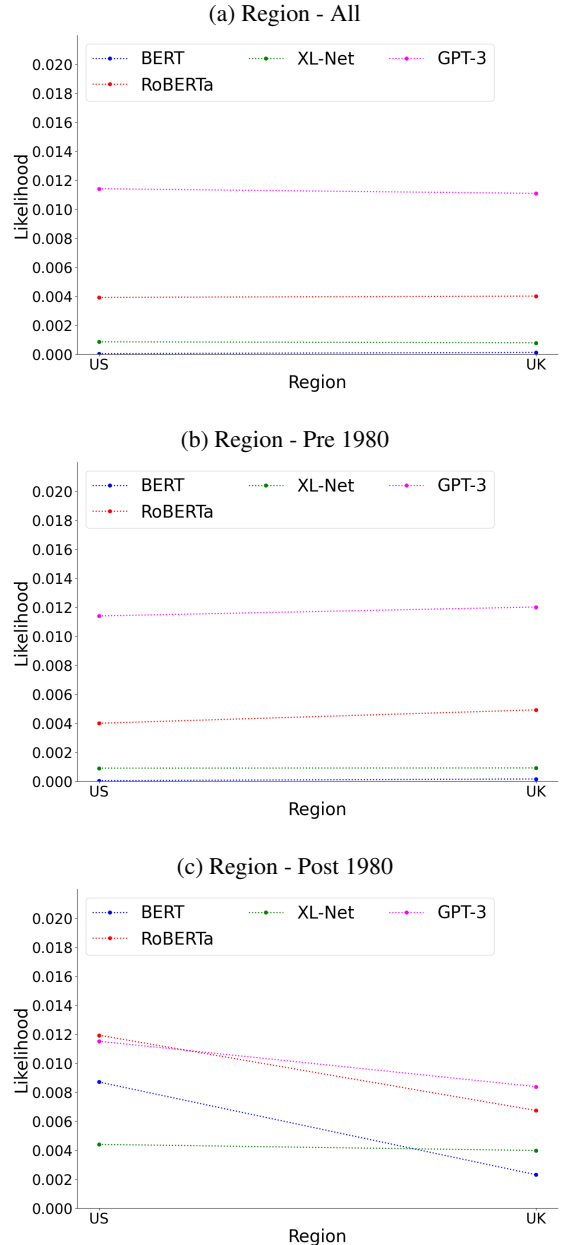 (a) Region - All
BERT XL-Net GPT-3
RoBERTa
0.020
0.018
0.016
0.014
0.012
0.010
0.008
0.006
0.004
0.002
0.000
Likelihood
US UK
Region
(b) Region - Pre 1980
BERT XL-Net GPT-3
RoBERTa
0.020
0.018
0.016
0.014
0.012
0.010
0.008
0.006
0.004
0.002
0.000
Likelihood
US UK
Region
(c) Region - Post 1980
BERT XL-Net GPT-3
RoBERTa
0.020
0.018
0.016
0.014
0.012
0.010
0.008
0.006
0.004
0.002
0.000
Likelihood
US UK
Region